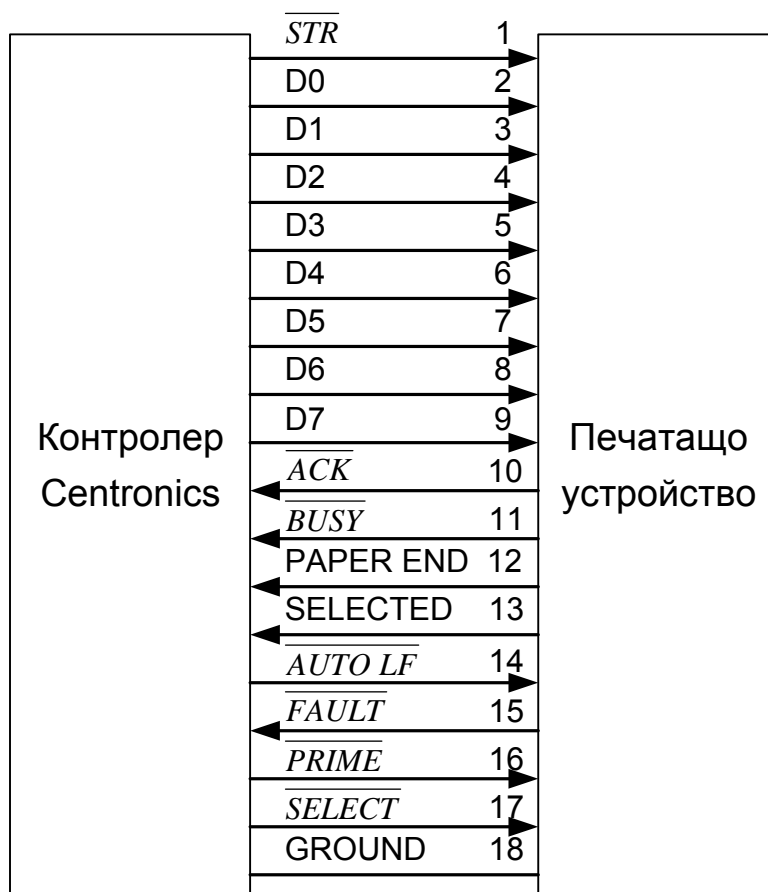 STR 1
D0 2
D1 3
D2 4
D3 5
D4 6
D5 7
D6 8
D7 9
Контролер
Centronics
Печатащо
устройство
ACK 10
BUSY 11
PAPER END 12
SELECTED 13
AUTO LF 14
FAULT 15
PRIME 16
SELECT 17
GROUND 18